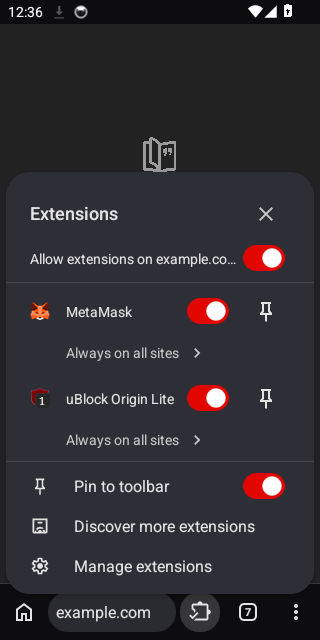 12:36
Extensions
Allow extensions on example.co…
MetaMask
Always on all sites
1
uBlock Origin Lite
Always on all sites
Pin to toolbar
Discover more extensions
Manage extensions
example.com
7